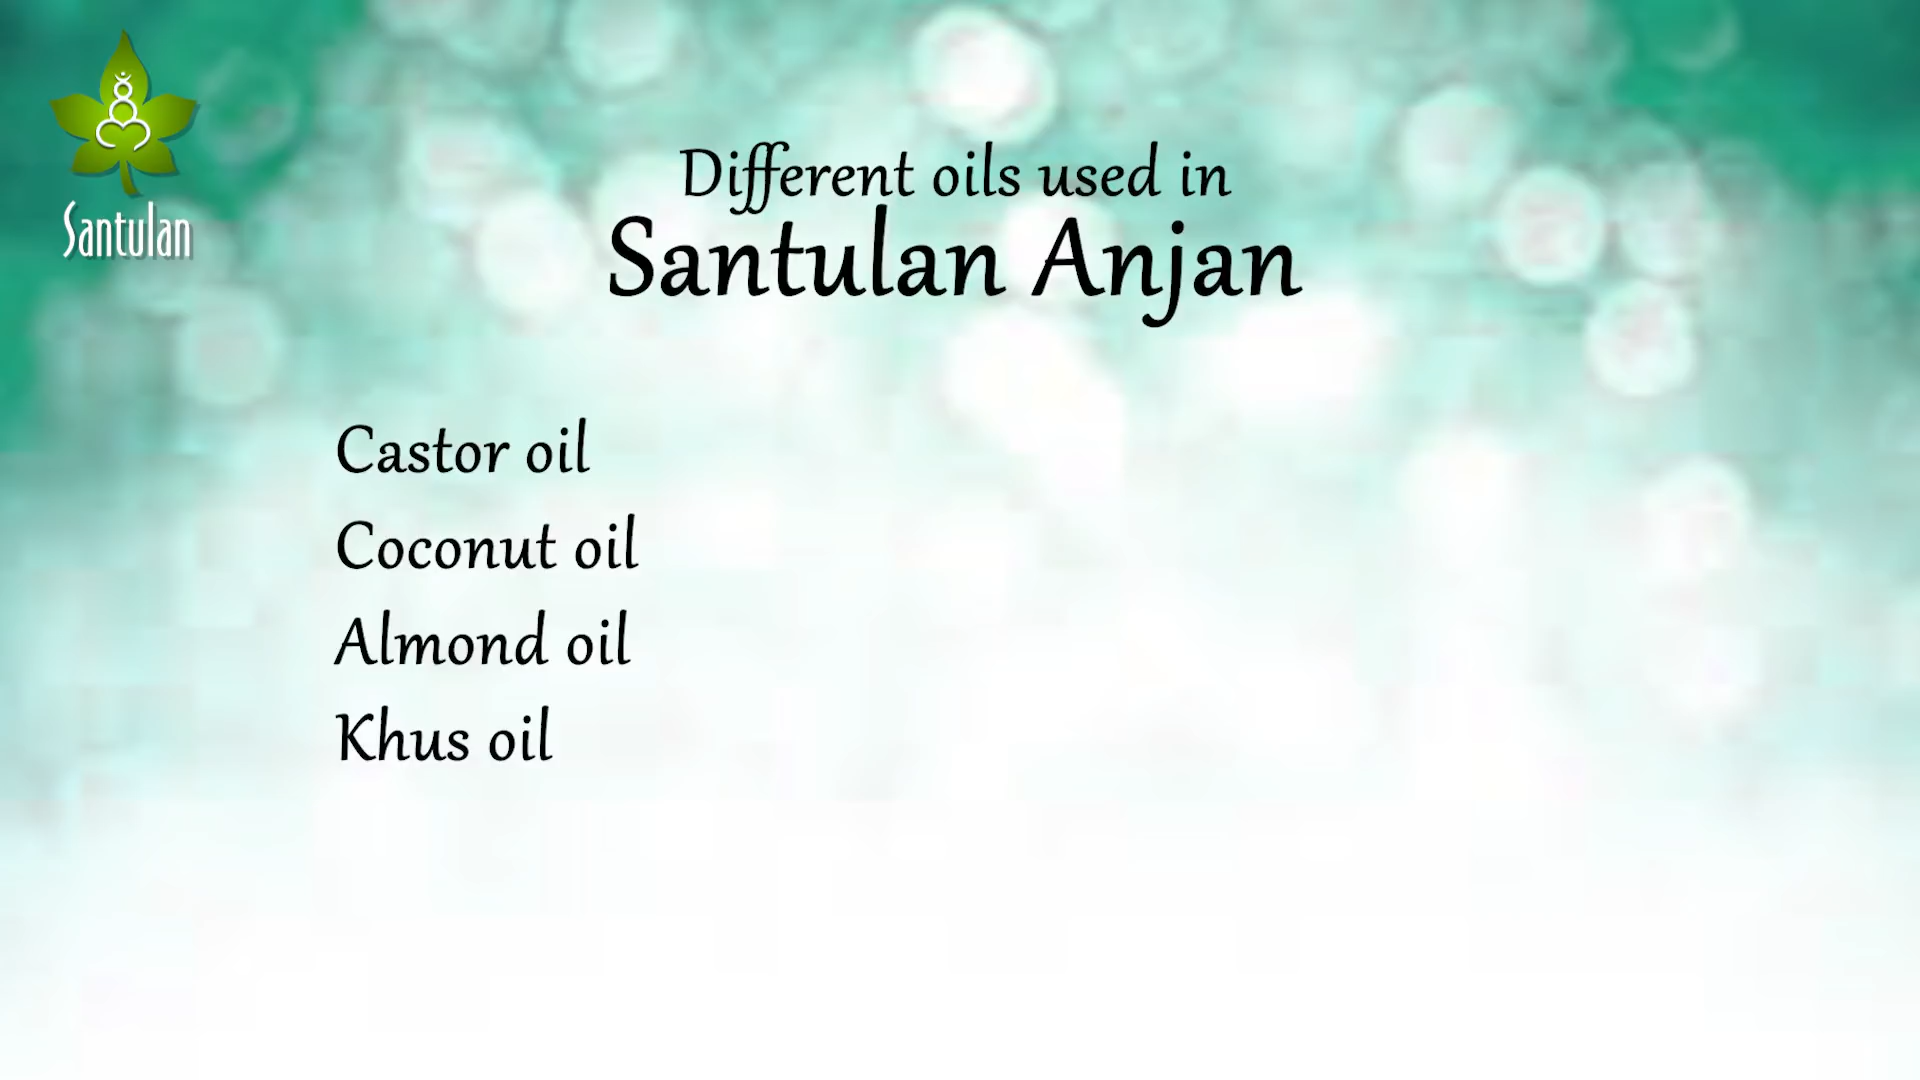 Santulan
Different oils used in
Santulan Anjan
Castor oil
Coconut oil
Almond oil
Khus oil